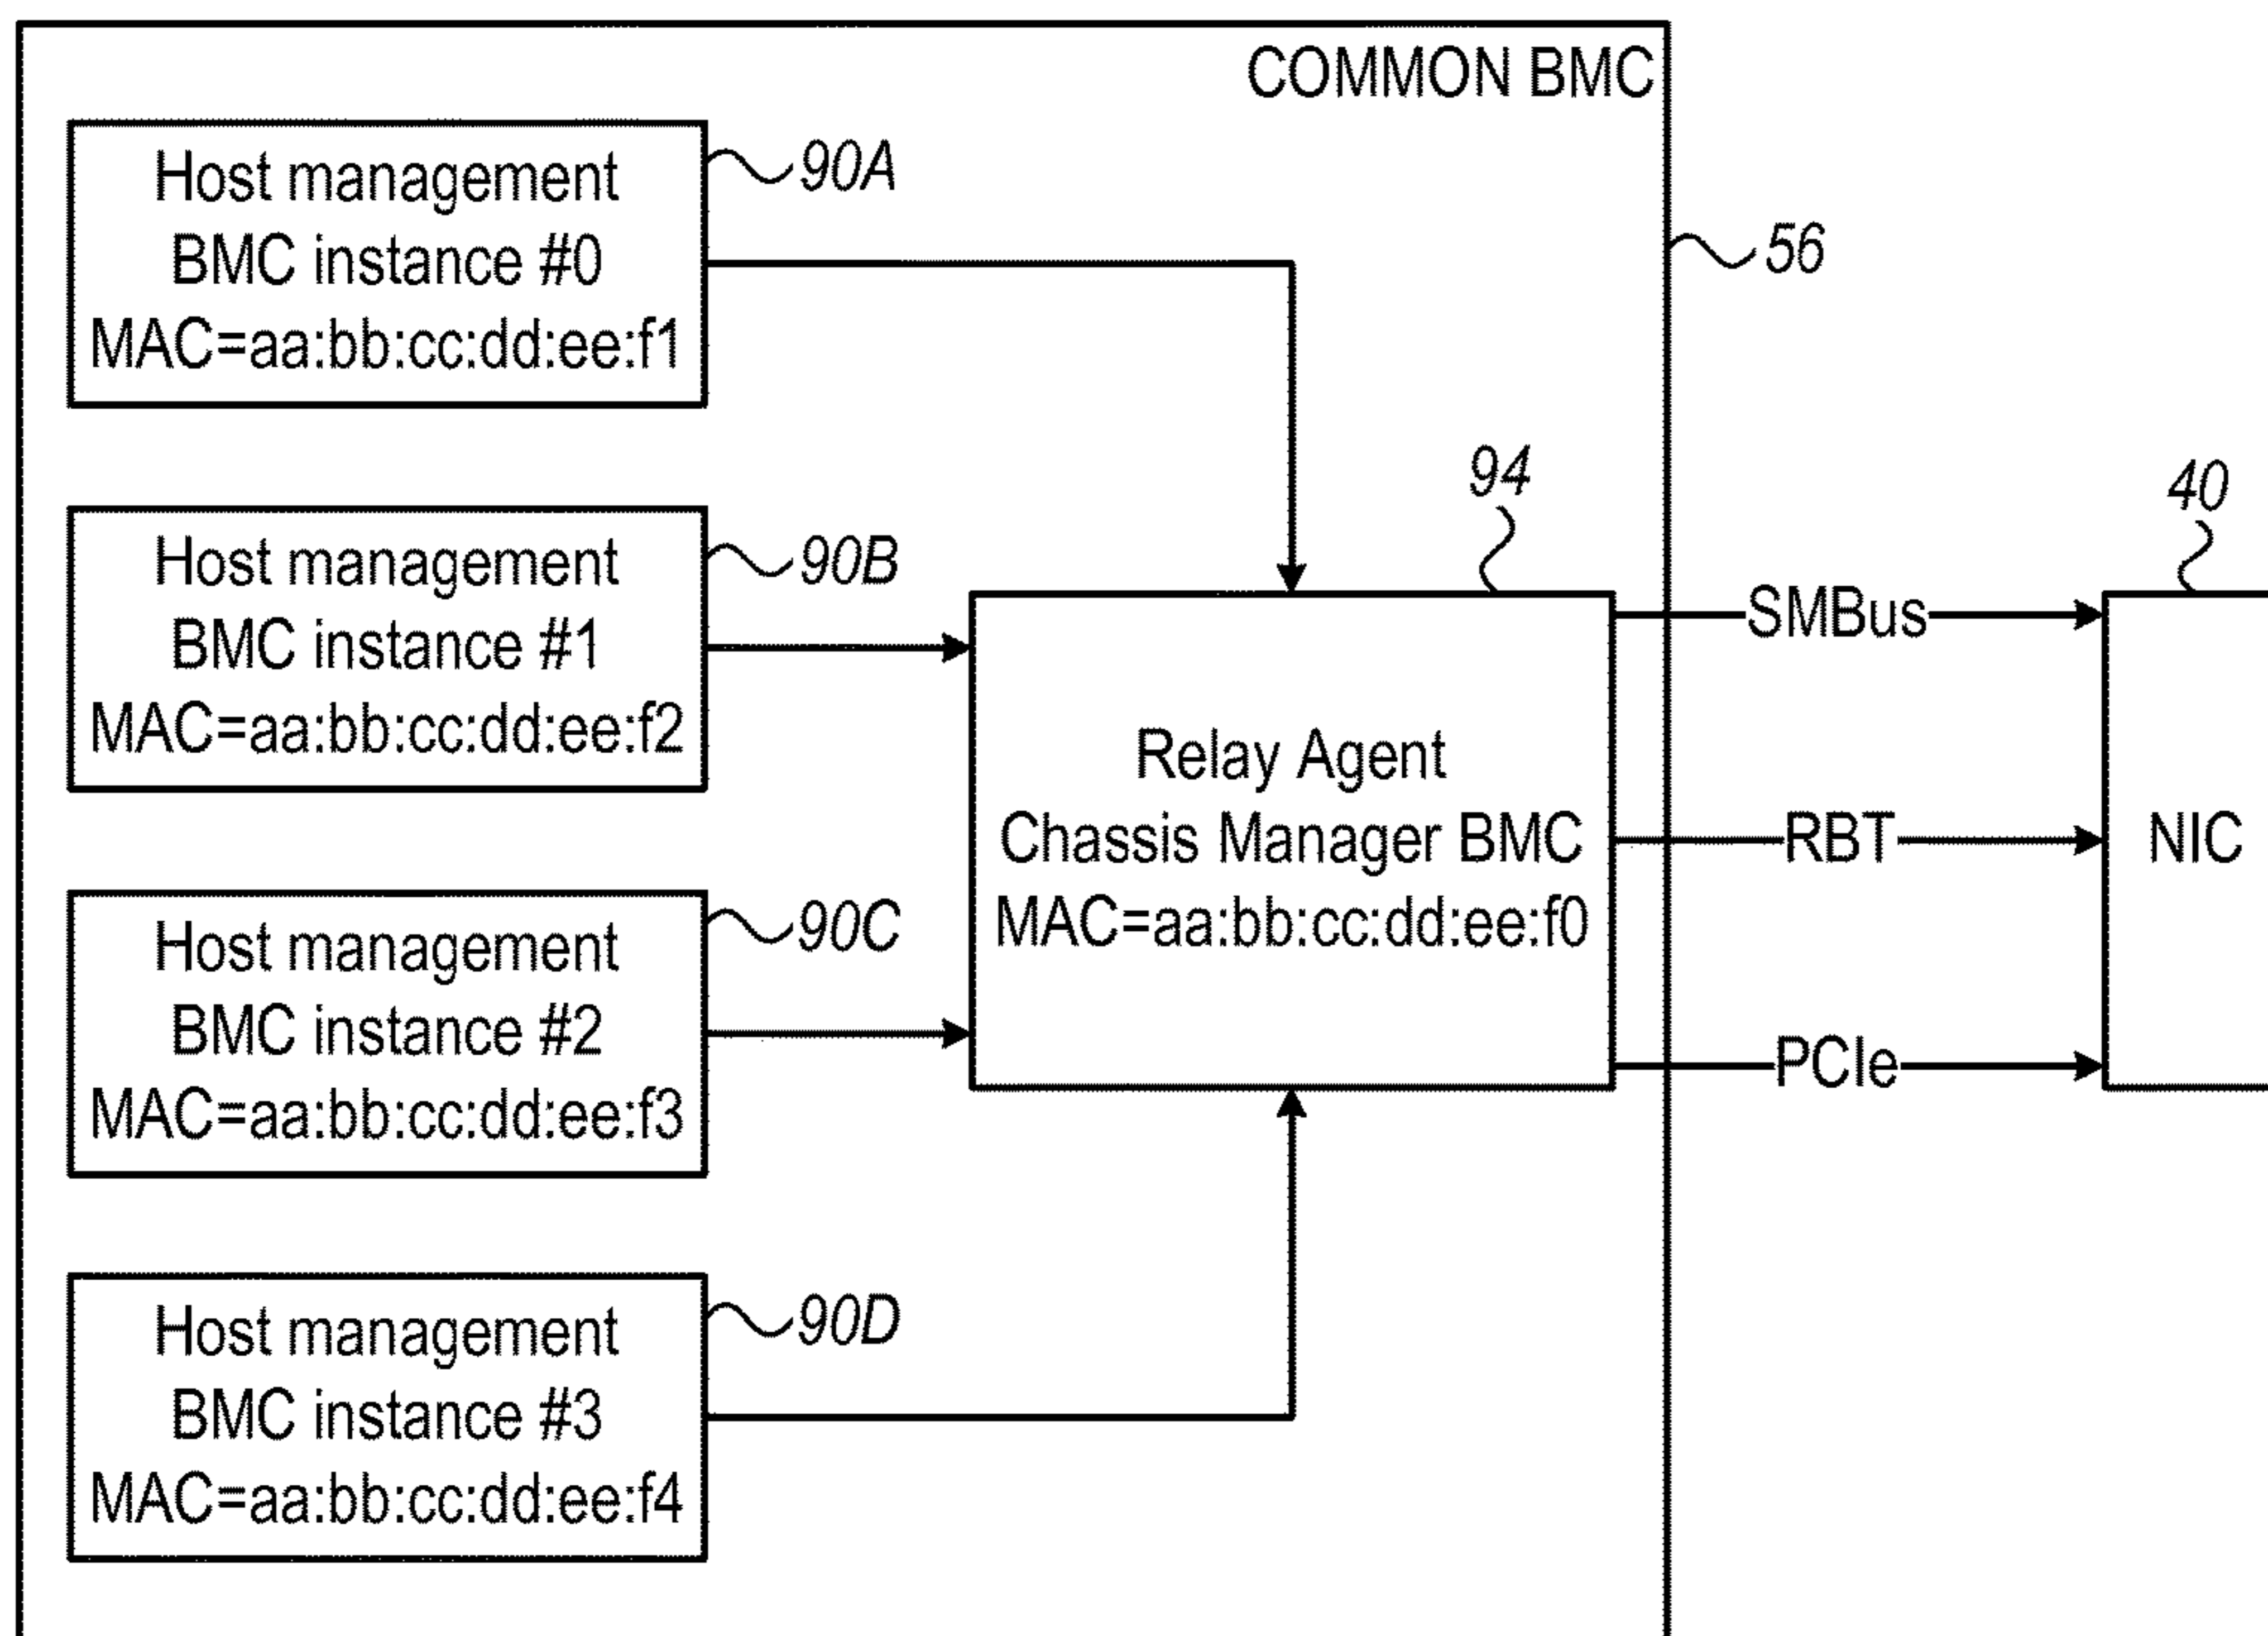 COMMON BMC
Host management
BMC instance #0
MAC=aa:bb:cc:dd:ee:f1
90A
56
Host management
BMC instance #1
MAC=aa:bb:cc:dd:ee:f2
90B
Host management
BMC instance #2
MAC=aa:bb:cc:dd:ee:f3
90C
Host management
BMC instance #3
MAC=aa:bb:cc:dd:ee:f4
90D
94
Relay Agent
Chassis Manager BMC
MAC=aa:bb:cc:dd:ee:f0
SMBus
RBT
PCIe
40
NIC